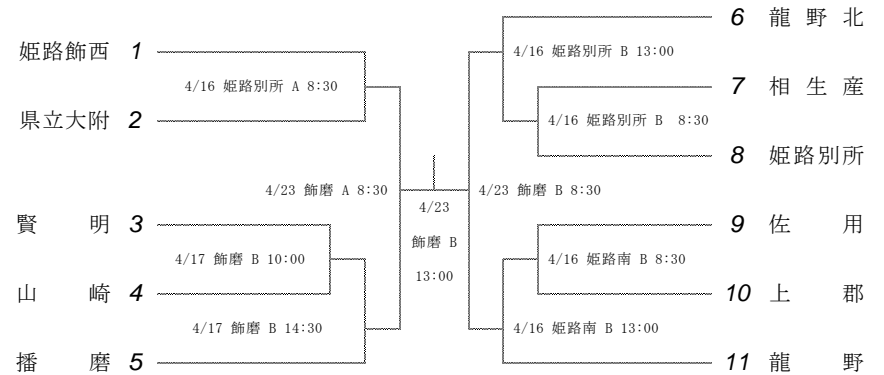 姫路飾西 1
4/16 姫路別所 A 8:30
県立大附 2
4/23 飾磨 A 8:30
賢 明 3
4/17 飾磨 B 10:00
山 崎 4
4/17 飾磨 B 14:30
播 磨 5
4/23
飾磨 B
13:00
6 龍 野 北
4/16 姫路別所 B 13:00
7 相 生 産
4/16 姫路別所 B 8:30
8 姫路別所
4/23 飾磨 B 8:30
9 佐 用
4/16 姫路南 B 8:30
10 上 郡
4/16 姫路南 B 13:00
11 龍 野